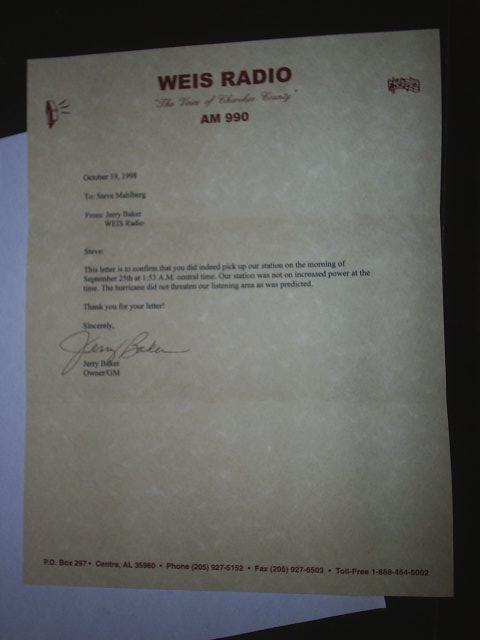 WEIS RADIO
"The Voice of Cherokee County"
AM 990
October 19, 1998
To: Steve Mahlberg
From: Jerry Baker
WEIS Radio
Steve:
This letter is to confirm that you did indeed pick up our station on the morning of
September 25th at 1:53 A.M. central time. Our station was not on increased power at the
time. The hurricane did not threaten our listening area as was predicted.
Thank you for your letter!
Sincerely,
Jerry Baker
Jerry Baker
Owner/GM
P.O. Box 297 • Centre, AL 35960 • Phone (205) 927-5152 • Fax (205) 927-6503 • Toll-Free 1-888-454-5002